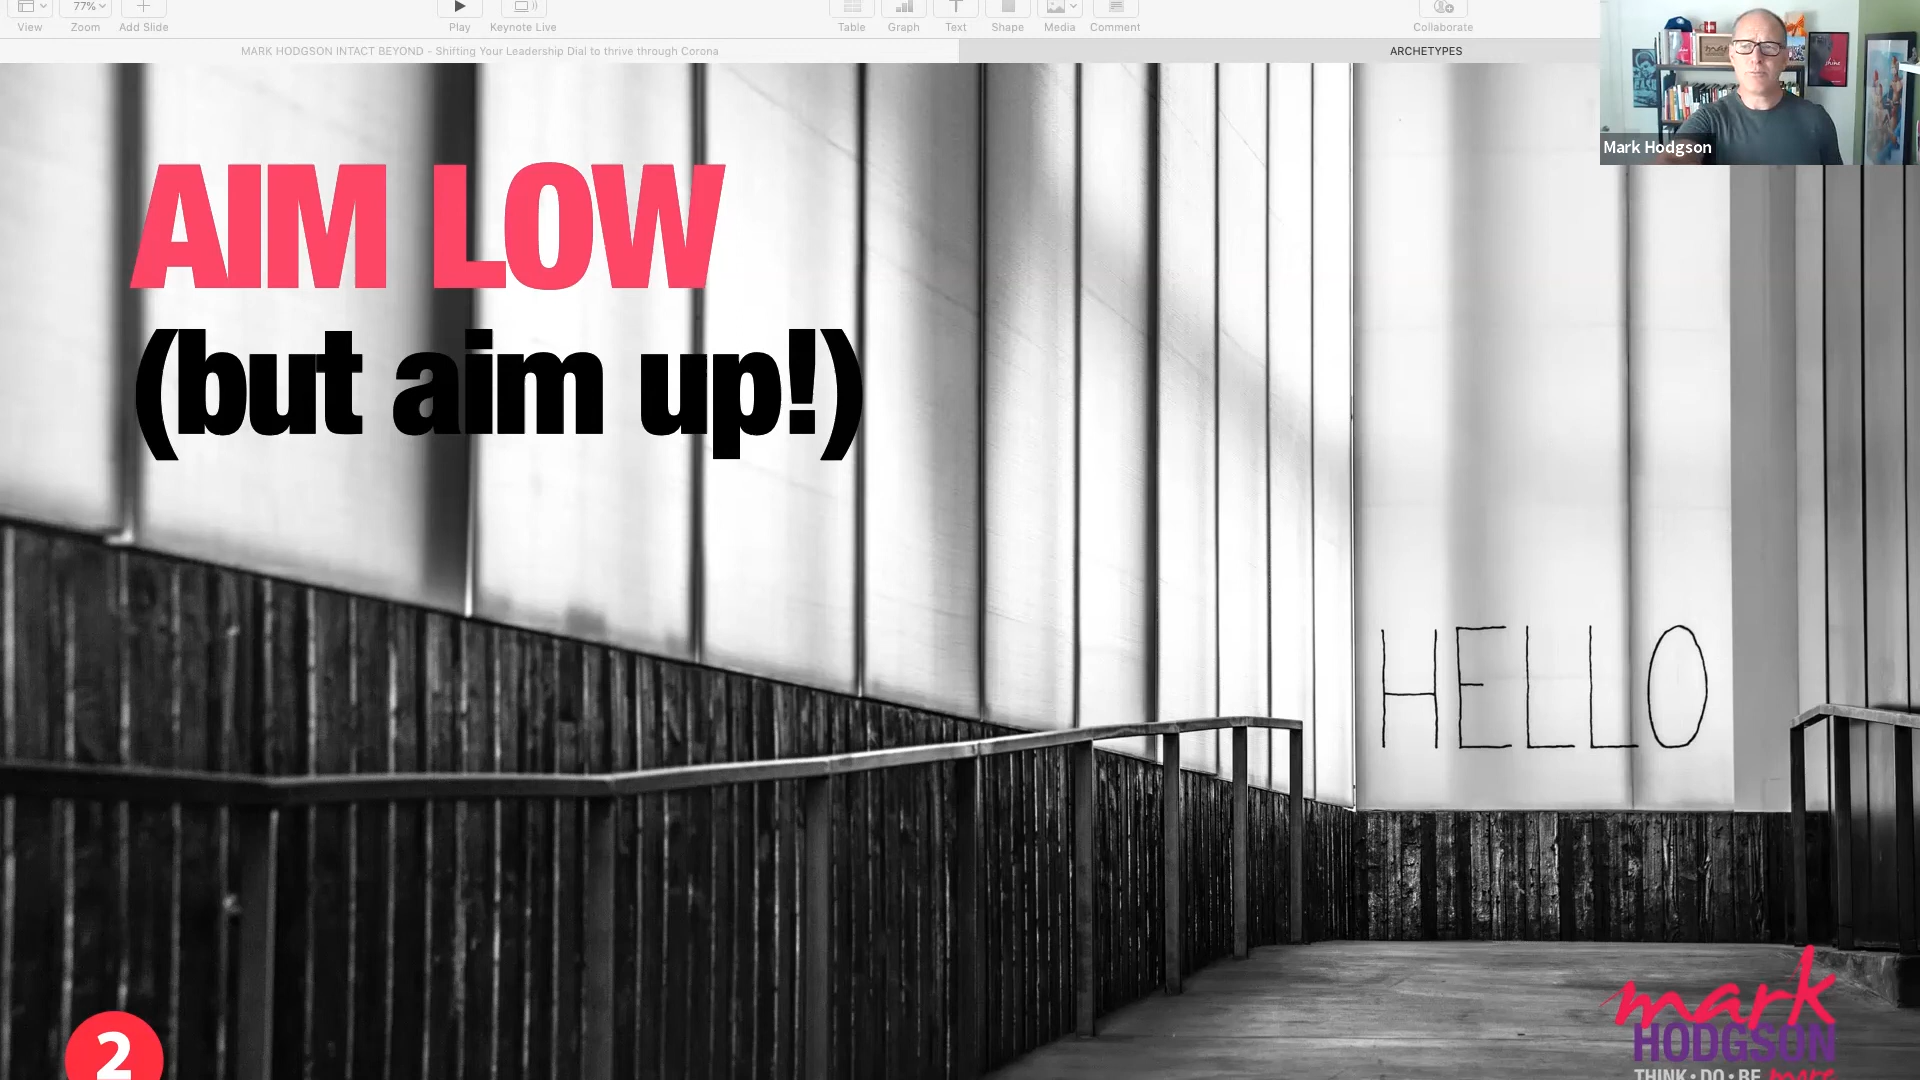 77%
View
Zoom
Add Slide
Play
Keynote Live
Table
Graph
Text
Shape
Media
Comment
Collaborate
MARK HODGSON INTACT BEYOND - Shifting Your Leadership Dial to thrive through Corona
ARCHETYPES
Mark Hodgson
AIM LOW
(but aim up!)
HELLO
2
mark
HODGSON
THINK • DO • BE more